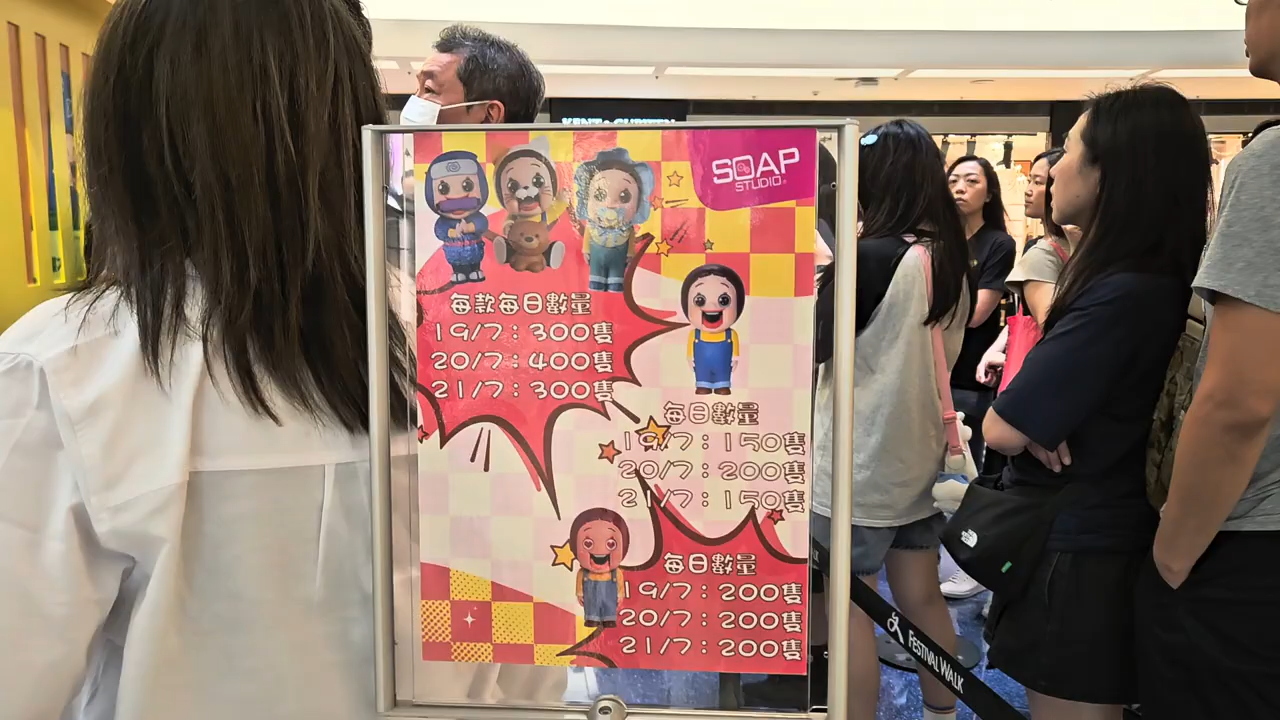 SOAP
STUDIO
每款每日數量
19/7：300隻
20/7：400隻
21/7：300隻
每日數量
19/7：150隻
20/7：200隻
21/7：150隻
每日數量
19/7：200隻
20/7：200隻
21/7：200隻
FESTIVAL WALK